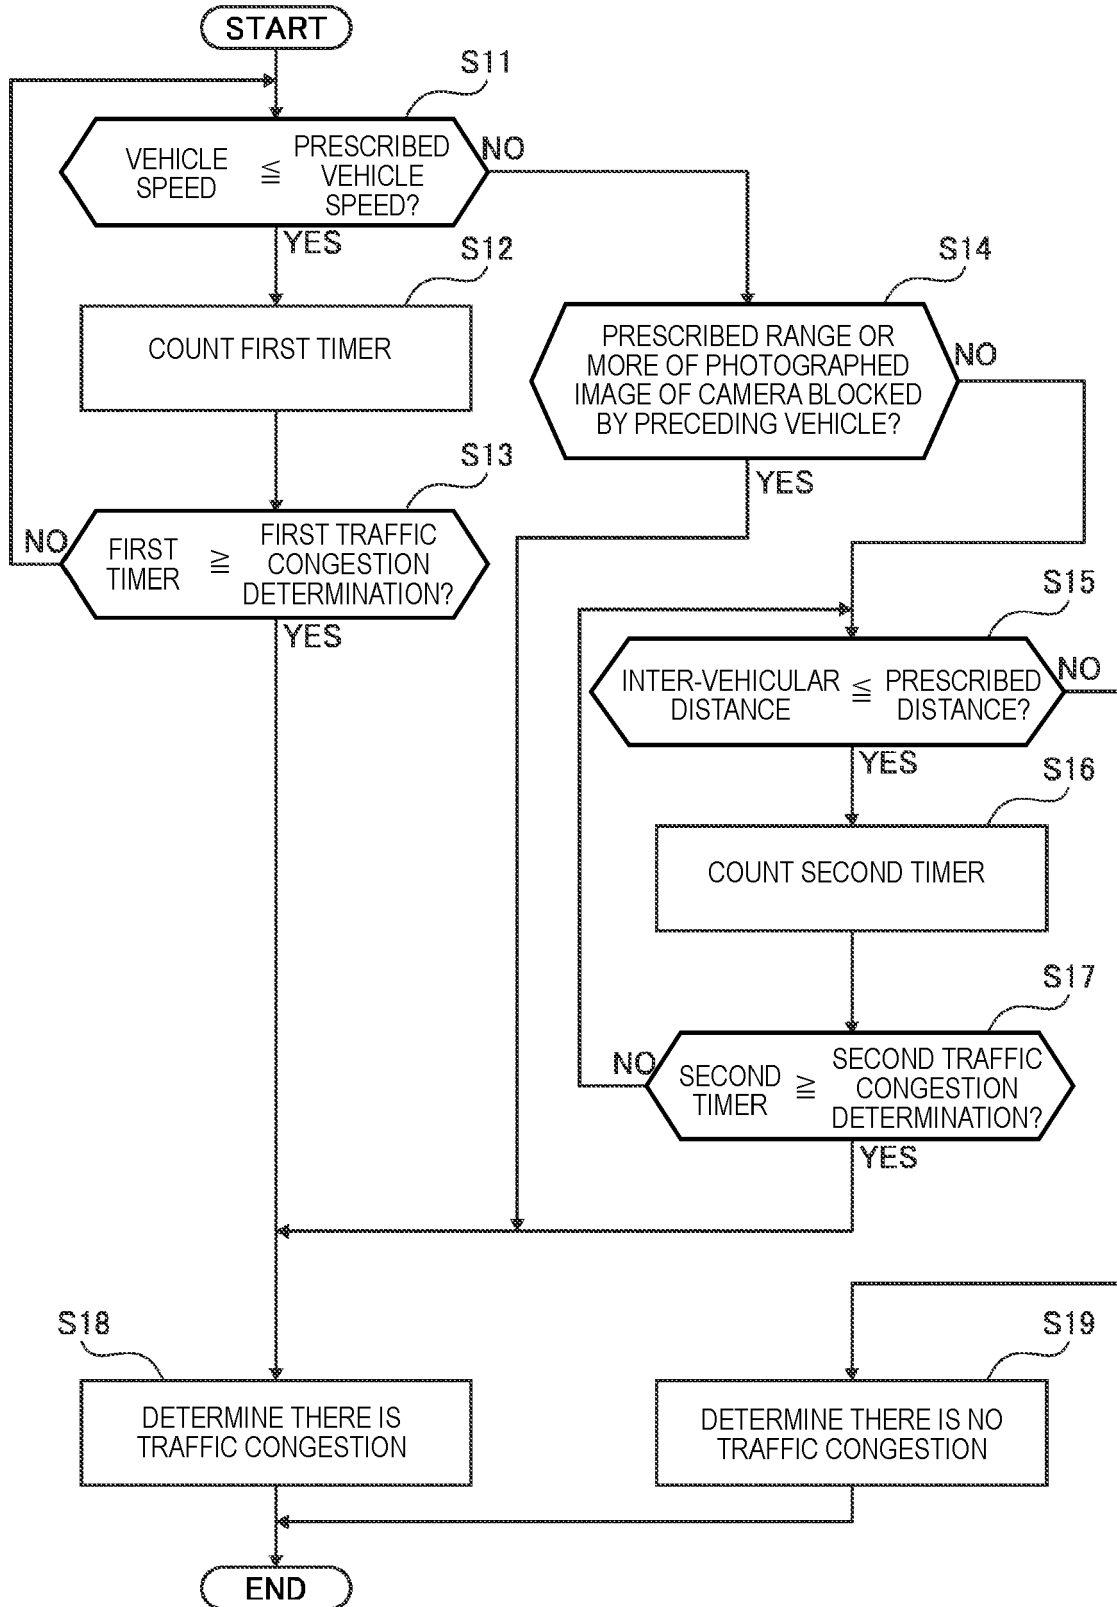 START
S11
VEHICLE
SPEED
≦
PRESCRIBED
VEHICLE
SPEED?
NO
YES
S12
COUNT FIRST TIMER
S13
FIRST
TIMER
≧
FIRST TRAFFIC
CONGESTION
DETERMINATION?
NO
YES
S14
PRESCRIBED RANGE OR
MORE OF PHOTOGRAPHED
IMAGE OF CAMERA BLOCKED
BY PRECEDING VEHICLE?
NO
YES
S15
INTER-VEHICULAR
DISTANCE
≦
PRESCRIBED
DISTANCE?
NO
YES
S16
COUNT SECOND TIMER
S17
SECOND
TIMER
≧
SECOND TRAFFIC
CONGESTION
DETERMINATION?
NO
YES
S18
DETERMINE THERE IS
TRAFFIC CONGESTION
S19
DETERMINE THERE IS NO
TRAFFIC CONGESTION
END